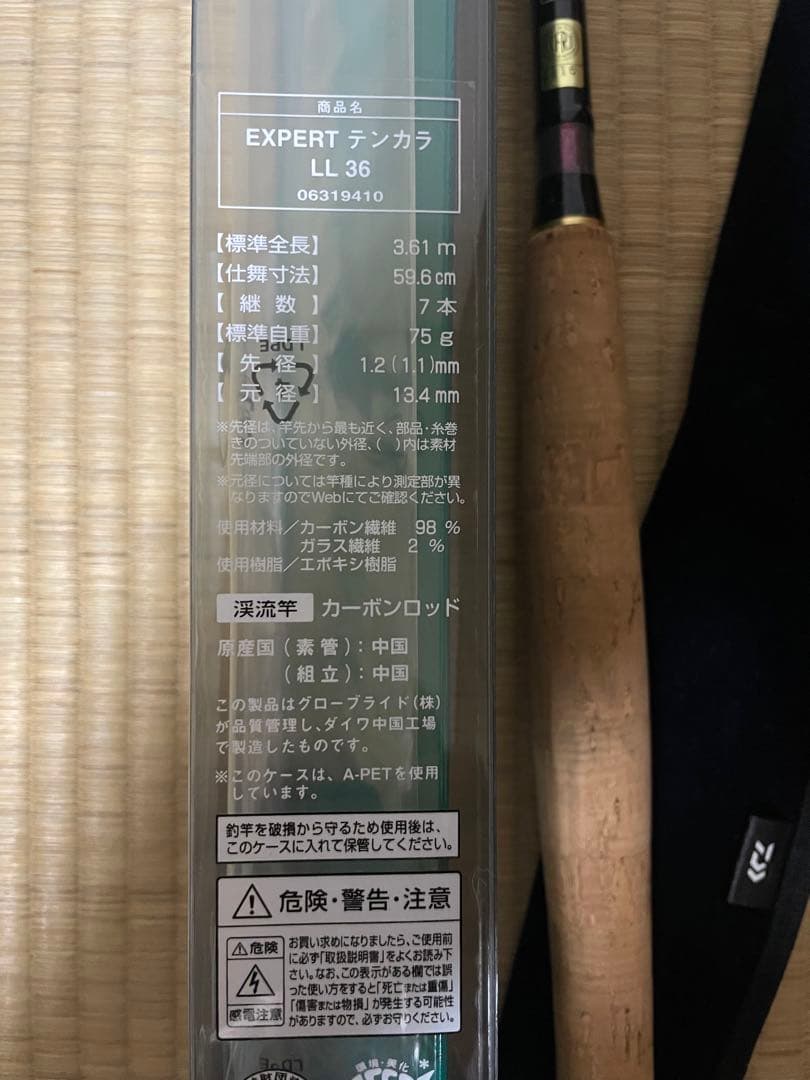 商品名
EXPERT テンカラ
LL 36
06319410
【標準全長】 3.61 m
【仕舞寸法】 59.6cm
【 継 数 】 7 本
【標準自重】 75 g
【 先 径 】 1.2(1.1)mm
【 元 径 】 13.4 mm
※先径は、竿先から最も近く、部品・糸巻
きのついていない外径、( )内は素材
先端部の外径です。
※元径については竿種により測定部が異
なりますのでWebにてご確認ください。
使用材料/カーボン繊維 98 %
ガラス繊維 2 %
使用樹脂/エポキシ樹脂
渓流竿 カーボンロッド
原産国(素管):中国
(組立):中国
この製品はグローブライド(株)
が品質管理し、ダイワ中国工場
で製造したものです。
※このケースは、A-PETを使用
しています。
釣竿を破損から守るため使用後は、
このケースに入れて保管してください。
危険・警告・注意
危険
感電注意
お買い求めになりましたら、ご使用前
に必ず「取扱説明書」をよくお読み下
さい。なお、この表示がある欄では誤
った使い方をすると「死亡または重傷」
「傷害または物損」が発生する可能性
がありますので、必ずお守りください。
環境・美化